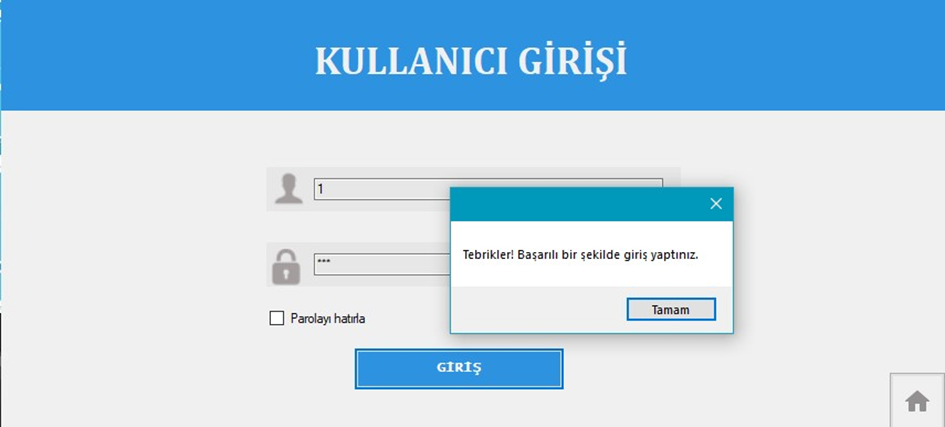 KULLANICI GİRİŞİ
1
Tebrikler! Başarılı bir şekilde giriş yaptınız.
***
Tamam
Parolayı hatırla
GİRİŞ